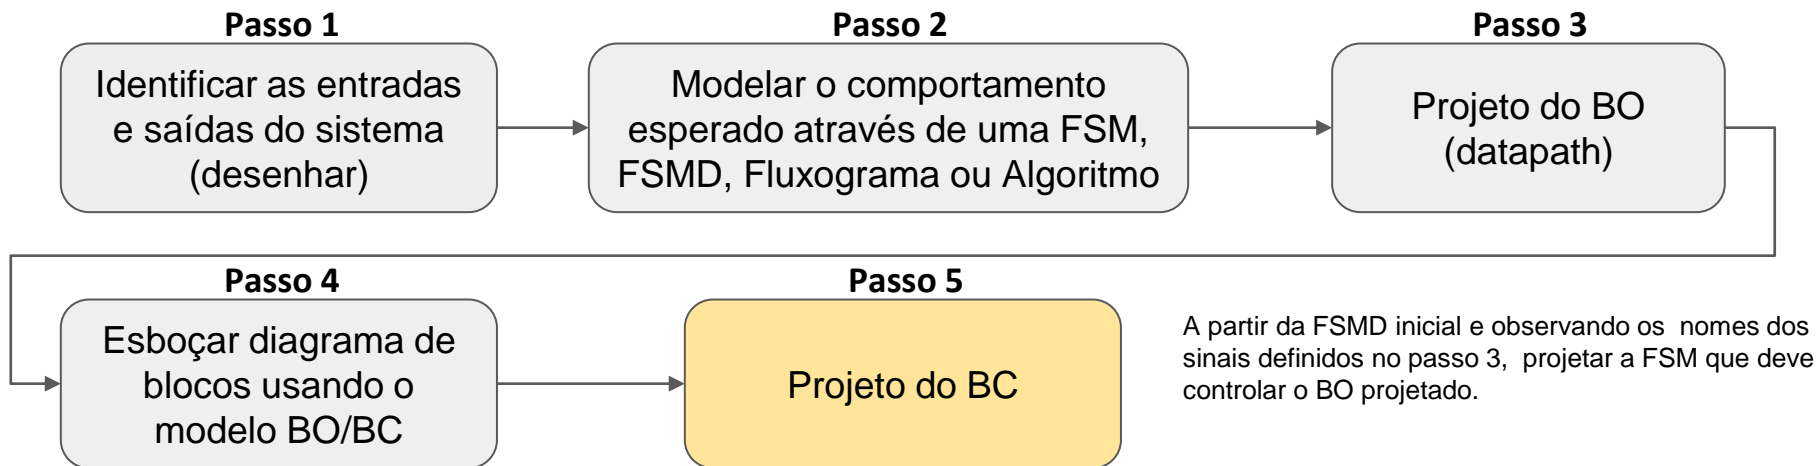 Passo 1
Identificar as entradas
e saídas do sistema
(desenhar)
Passo 2
Modelar o comportamento
esperado através de uma FSM,
FSMD, Fluxograma ou Algoritmo
Passo 3
Projeto do BO
(datapath)
Passo 4
Esboçar diagrama de
blocos usando o
modelo BO/BC
Passo 5
Projeto do BC
A partir da FSMD inicial e observando os nomes dos
sinais definidos no passo 3, projetar a FSM que deve
controlar o BO projetado.